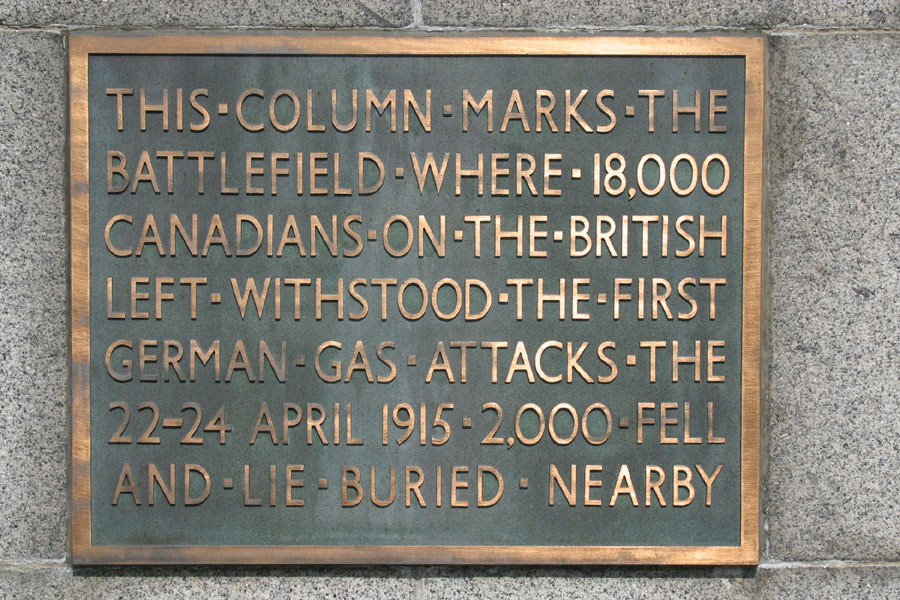 THIS·COLUMN·MARKS·THE
BATTLEFIELD·WHERE·18,000
CANADIANS·ON·THE·BRITISH
LEFT·WITHSTOOD·THE·FIRST
GERMAN·GAS·ATTACKS·THE
22-24 APRIL 1915·2,000·FELL
AND·LIE·BURIED·NEARBY